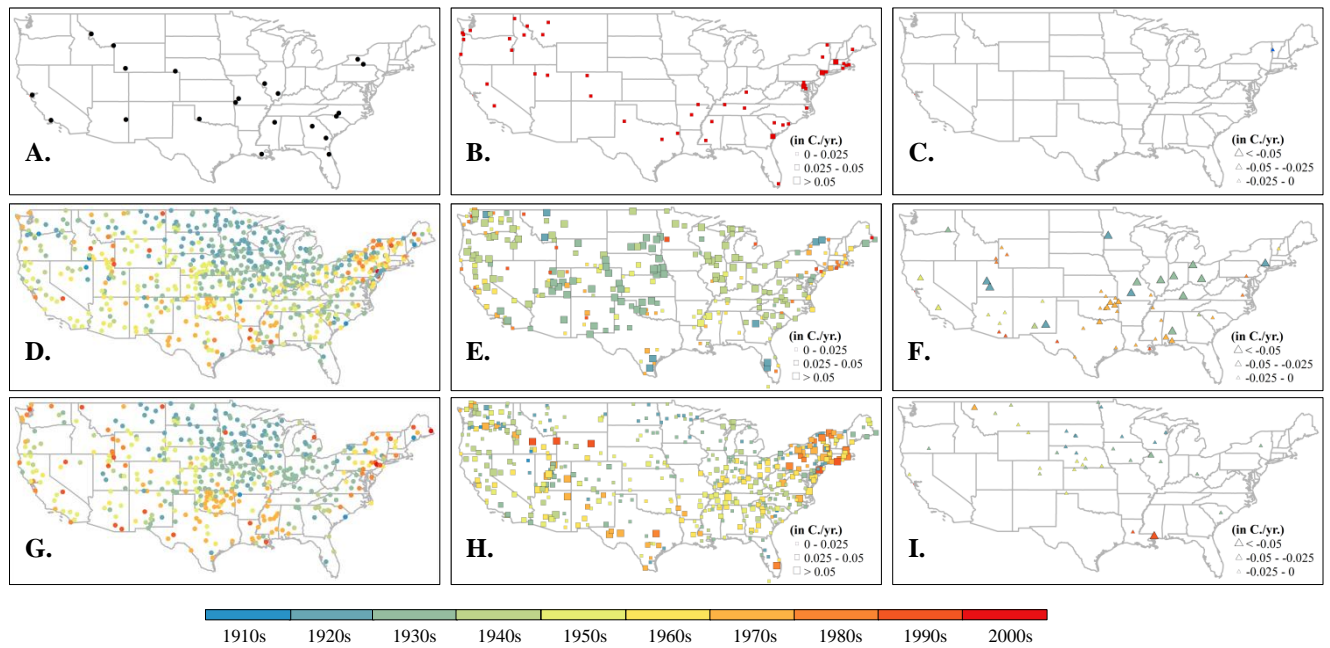 A.
B.
(in C./yr.)
0 - 0.025
0.025 - 0.05
> 0.05
C.
(in C./yr.)
< -0.05
-0.05 - -0.025
-0.025 - 0
D.
E.
(in C./yr.)
0 - 0.025
0.025 - 0.05
> 0.05
F.
(in C./yr.)
< -0.05
-0.05 - -0.025
-0.025 - 0
G.
H.
(in C./yr.)
0 - 0.025
0.025 - 0.05
> 0.05
I.
(in C./yr.)
< -0.05
-0.05 - -0.025
-0.025 - 0
1910s 1920s 1930s 1940s 1950s 1960s 1970s 1980s 1990s 2000s